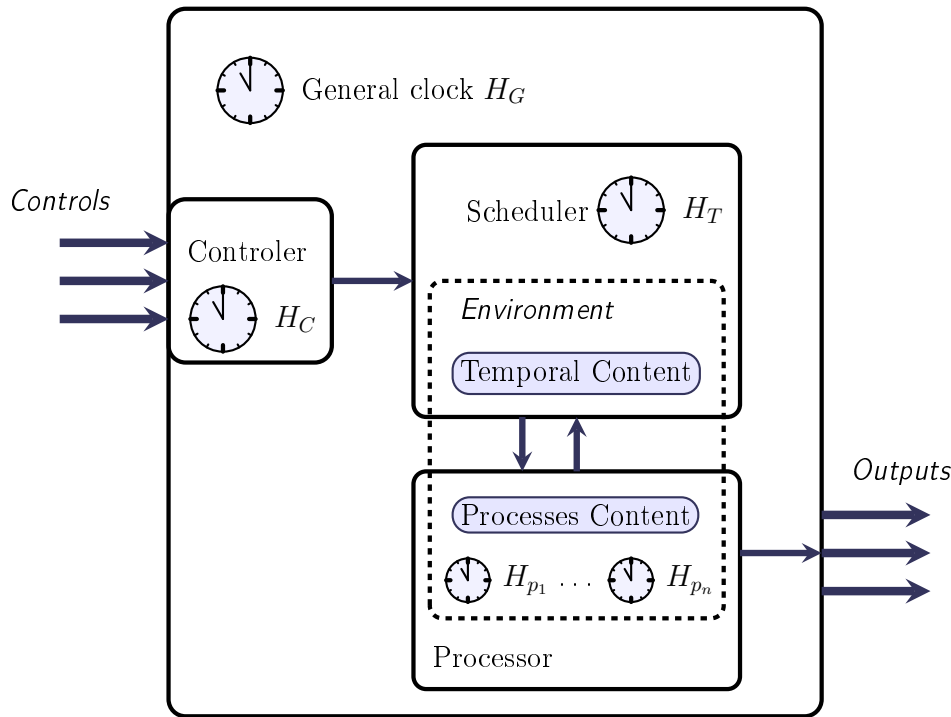 General clock H_G
Controls
Scheduler H_T
Controler
H_C
Environment
Temporal Content
Outputs
Processes Content
H_{p_1} . . . H_{p_n}
Processor